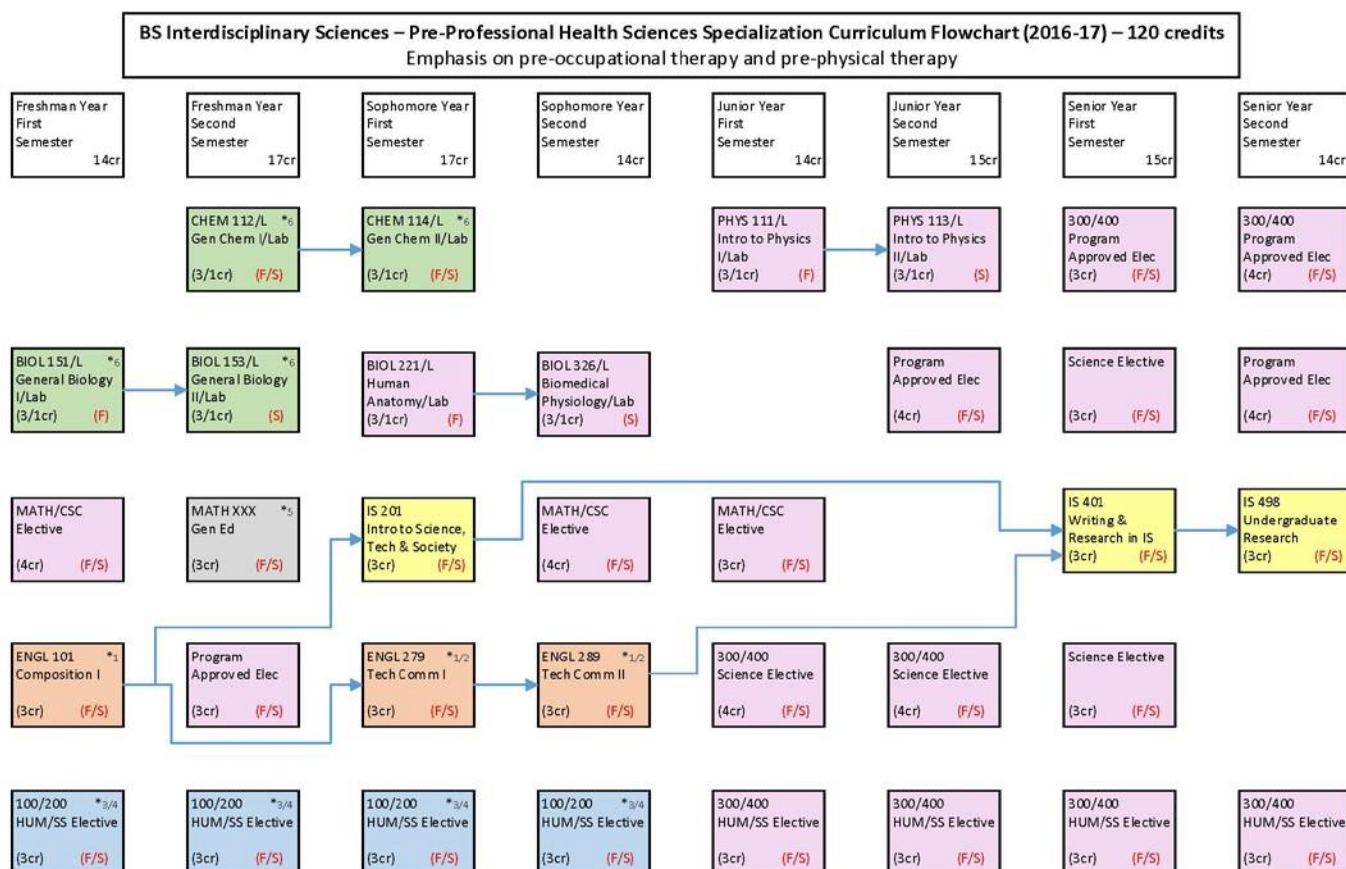 BS Interdisciplinary Sciences – Pre-Professional Health Sciences Specialization Curriculum Flowchart (2016-17) – 120 credits
Emphasis on pre-occupational therapy and pre-physical therapy
Freshman Year
First
Semester
14cr
Freshman Year
Second
Semester
17cr
Sophomore Year
First
Semester
17cr
Sophomore Year
Second
Semester
14cr
Junior Year
First
Semester
14cr
Junior Year
Second
Semester
15cr
Senior Year
First
Semester
15cr
Senior Year
Second
Semester
14cr
CHEM 112/L *6
Gen Chem I/Lab
(3/1cr) (F/S)
CHEM 114/L *6
Gen Chem II/Lab
(3/1cr) (F/S)
PHYS 111/L
Intro to Physics
I/Lab
(3/1cr) (F)
PHYS 113/L
Intro to Physics
II/Lab
(3/1cr) (S)
300/400
Program
Approved Elec
(3cr) (F/S)
300/400
Program
Approved Elec
(4cr) (F/S)
BIOL 151/L *6
General Biology
I/Lab
(3/1cr) (F)
BIOL 153/L *6
General Biology
II/Lab
(3/1cr) (S)
BIOL 221/L
Human
Anatomy/Lab
(3/1cr) (F)
BIOL 326/L
Biomedical
Physiology/Lab
(3/1cr) (S)
Program
Approved Elec
(4cr) (F/S)
Science Elective
(3cr) (F/S)
Program
Approved Elec
(4cr) (F/S)
MATH/CSC
Elective
(4cr) (F/S)
MATH XXX *5
Gen Ed
(3cr) (F/S)
IS 201
Intro to Science,
Tech & Society
(3cr) (F/S)
MATH/CSC
Elective
(4cr) (F/S)
MATH/CSC
Elective
(3cr) (F/S)
IS 401
Writing &
Research in IS
(3cr) (F/S)
IS 498
Undergraduate
Research
(3cr) (F/S)
ENGL 101 *1
Composition I
(3cr) (F/S)
Program
Approved Elec
(3cr) (F/S)
ENGL 279 *1/2
Tech Comm I
(3cr) (F/S)
ENGL 289 *1/2
Tech Comm II
(3cr) (F/S)
300/400
Science Elective
(4cr) (F/S)
300/400
Science Elective
(4cr) (F/S)
Science Elective
(3cr) (F/S)
100/200 *3/4
HUM/SS Elective
(3cr) (F/S)
100/200 *3/4
HUM/SS Elective
(3cr) (F/S)
100/200 *3/4
HUM/SS Elective
(3cr) (F/S)
100/200 *3/4
HUM/SS Elective
(3cr) (F/S)
300/400
HUM/SS Elective
(3cr) (F/S)
300/400
HUM/SS Elective
(3cr) (F/S)
300/400
HUM/SS Elective
(3cr) (F/S)
300/400
HUM/SS Elective
(3cr) (F/S)